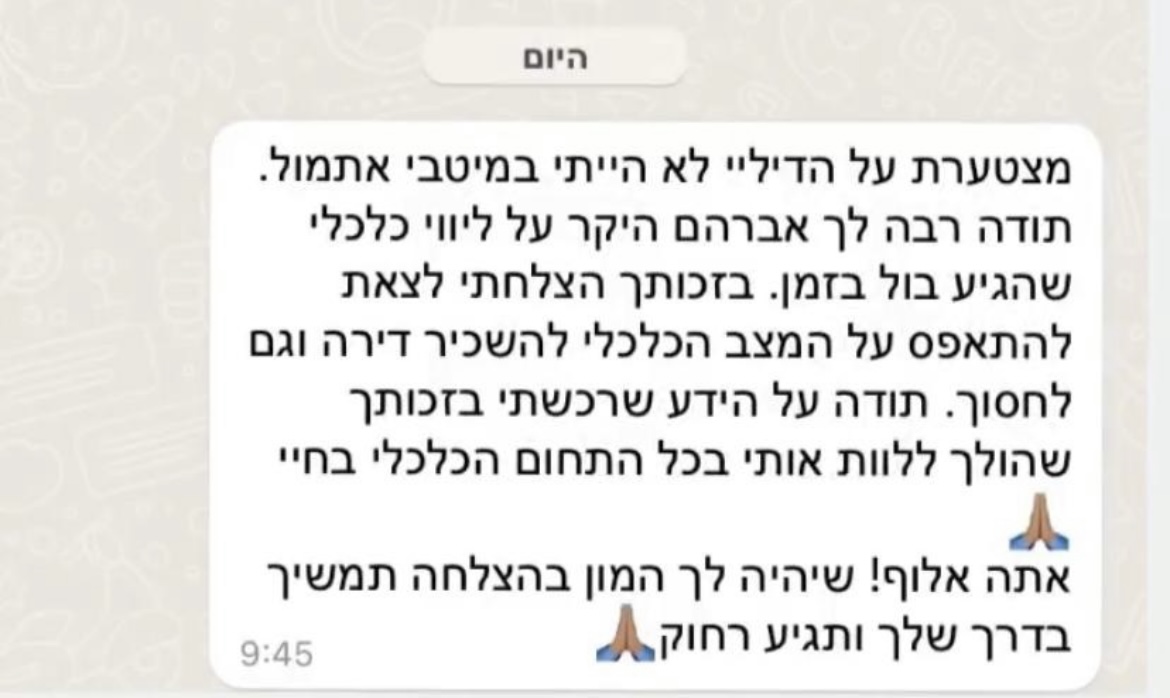 היום
מצטערת על הדיליי לא הייתי במיטבי אתמול.
תודה רבה לך אברהם היקר על ליווי כלכלי
שהגיע בול בזמן. בזכותך הצלחתי לצאת
להתאפס על המצב הכלכלי להשכיר דירה וגם
לחסוך. תודה על הידע שרכשתי בזכותך
שהולך ללוות אותי בכל התחום הכלכלי בחיי
🙏🏽
אתה אלוף! שיהיה לך המון בהצלחה תמשיך
בדרך שלך ותגיע רחוק🙏🏽
9:45